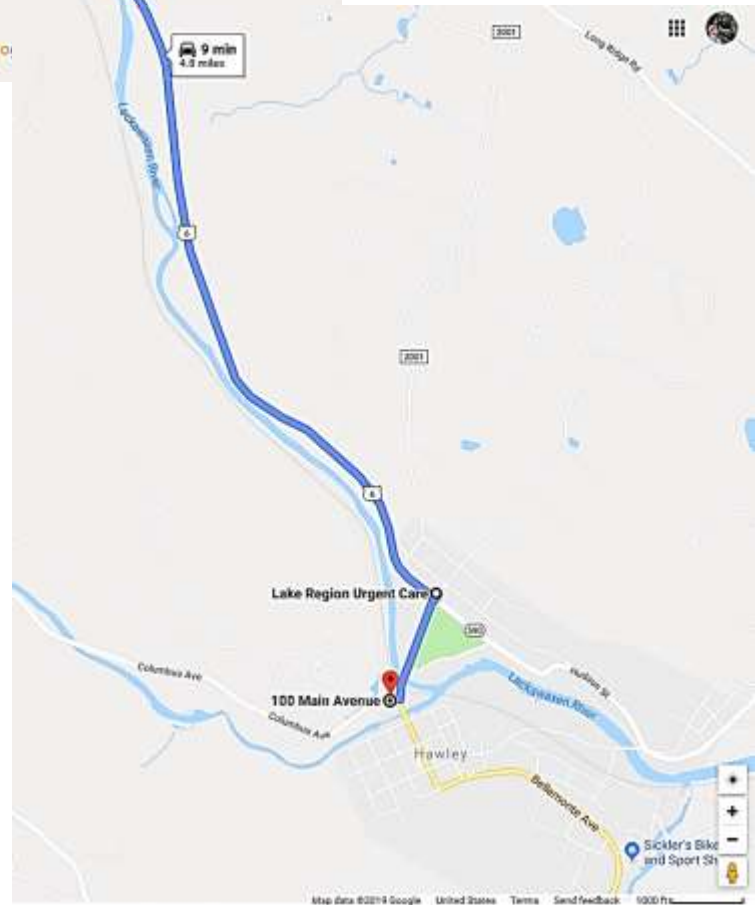 2001
Long Ridge Rd
9 min
4.8 miles
Lackawaxen River
6
2001
6
Lake Region Urgent Care
590
Columbus Ave
Hudson St
100 Main Avenue
Lackawaxen River
Columbus Ave
Hawley
Bellemonte Ave
Sickler's Bike
and Sport Sh
Map data ©2019 Google United States Terms Send feedback 1000 ft